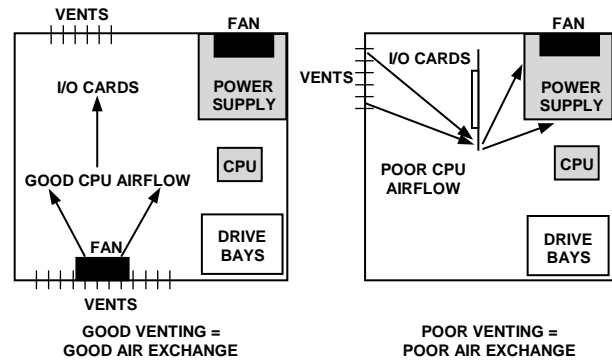 VENTS
FAN
I/O CARDS
POWER
SUPPLY
CPU
GOOD CPU AIRFLOW
FAN
DRIVE
BAYS
VENTS
GOOD VENTING =
GOOD AIR EXCHANGE
FAN
I/O CARDS
VENTS
POWER
SUPPLY
CPU
POOR CPU
AIRFLOW
DRIVE
BAYS
POOR VENTING =
POOR AIR EXCHANGE